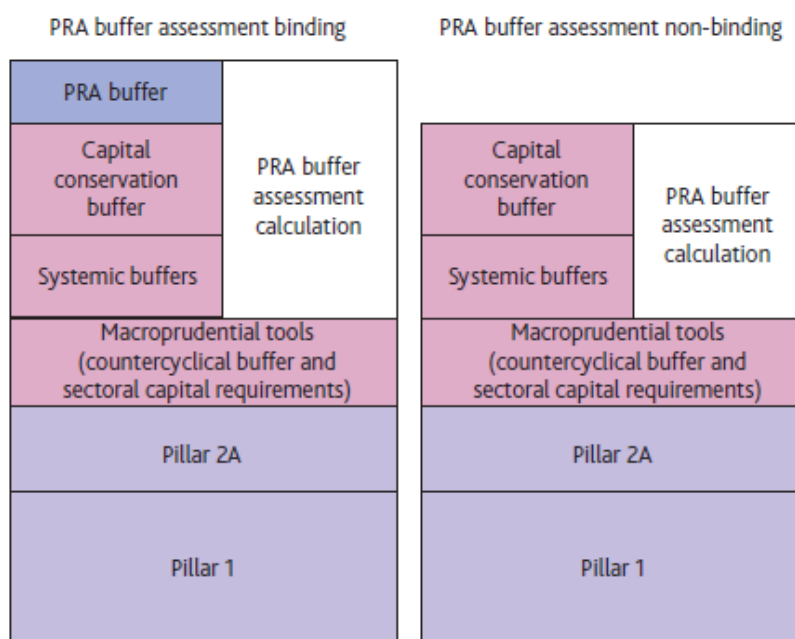 PRA buffer assessment binding
PRA buffer
Capital
conservation
buffer
Systemic buffers
PRA buffer
assessment
calculation
Macroprudential tools
(countercyclical buffer and
sectoral capital requirements)
Pillar 2A
Pillar 1
PRA buffer assessment non-binding
Capital
conservation
buffer
Systemic buffers
PRA buffer
assessment
calculation
Macroprudential tools
(countercyclical buffer and
sectoral capital requirements)
Pillar 2A
Pillar 1